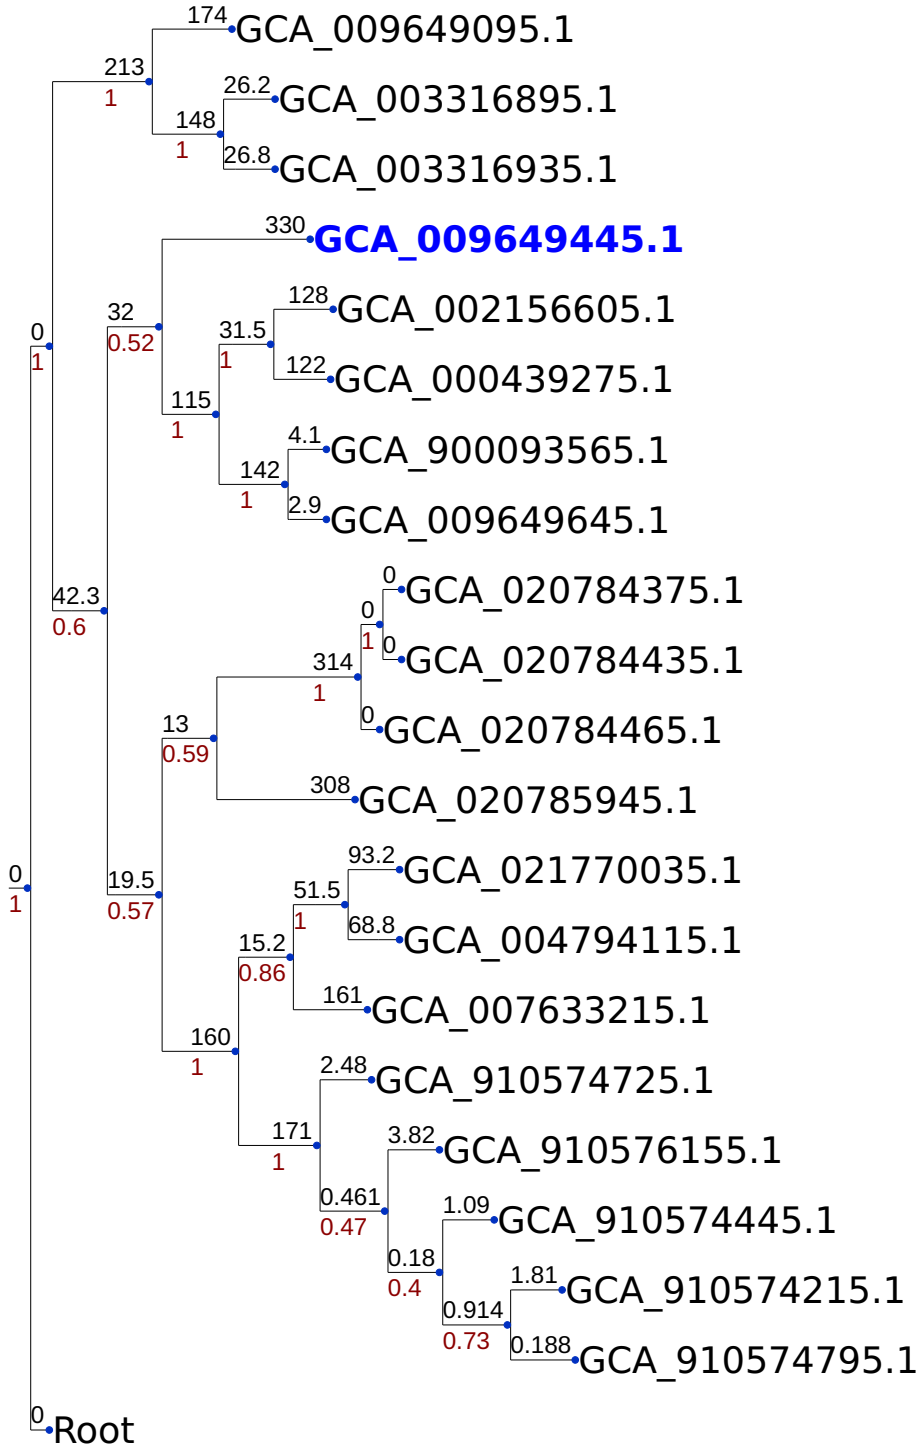 174
GCA_009649095.1
213
1
26.2
GCA_003316895.1
148
1
26.8
GCA_003316935.1
330
GCA_009649445.1
128
GCA_002156605.1
32
0.52
31.5
1
0
1
122
GCA_000439275.1
115
1
4.1
GCA_900093565.1
142
1
2.9
GCA_009649645.1
0
GCA_020784375.1
42.3
0.6
0
1
0
GCA_020784435.1
314
1
0
GCA_020784465.1
13
0.59
308
GCA_020785945.1
93.2
GCA_021770035.1
0
1
19.5
0.57
51.5
1
68.8
GCA_004794115.1
15.2
0.86
161
GCA_007633215.1
160
1
2.48
GCA_910574725.1
171
1
3.82
GCA_910576155.1
0.461
0.47
1.09
GCA_910574445.1
0.18
0.4
1.81
GCA_910574215.1
0.914
0.73
0.188
GCA_910574795.1
0
Root